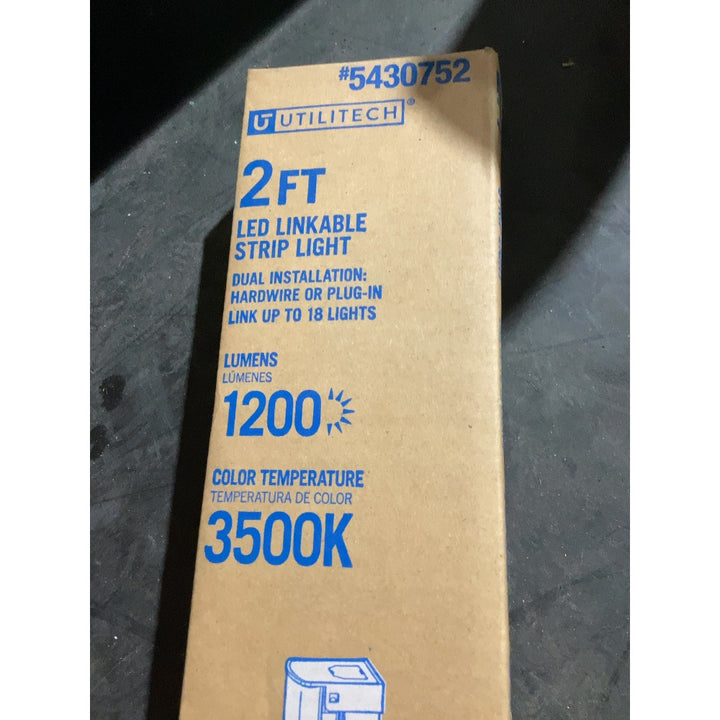 #5430752
UTILITECH®
2 FT
LED LINKABLE
STRIP LIGHT
DUAL INSTALLATION:
HARDWIRE OR PLUG-IN
LINK UP TO 18 LIGHTS
LUMENS
LÚMENES
1200
COLOR TEMPERATURE
TEMPERATURA DE COLOR
3500K